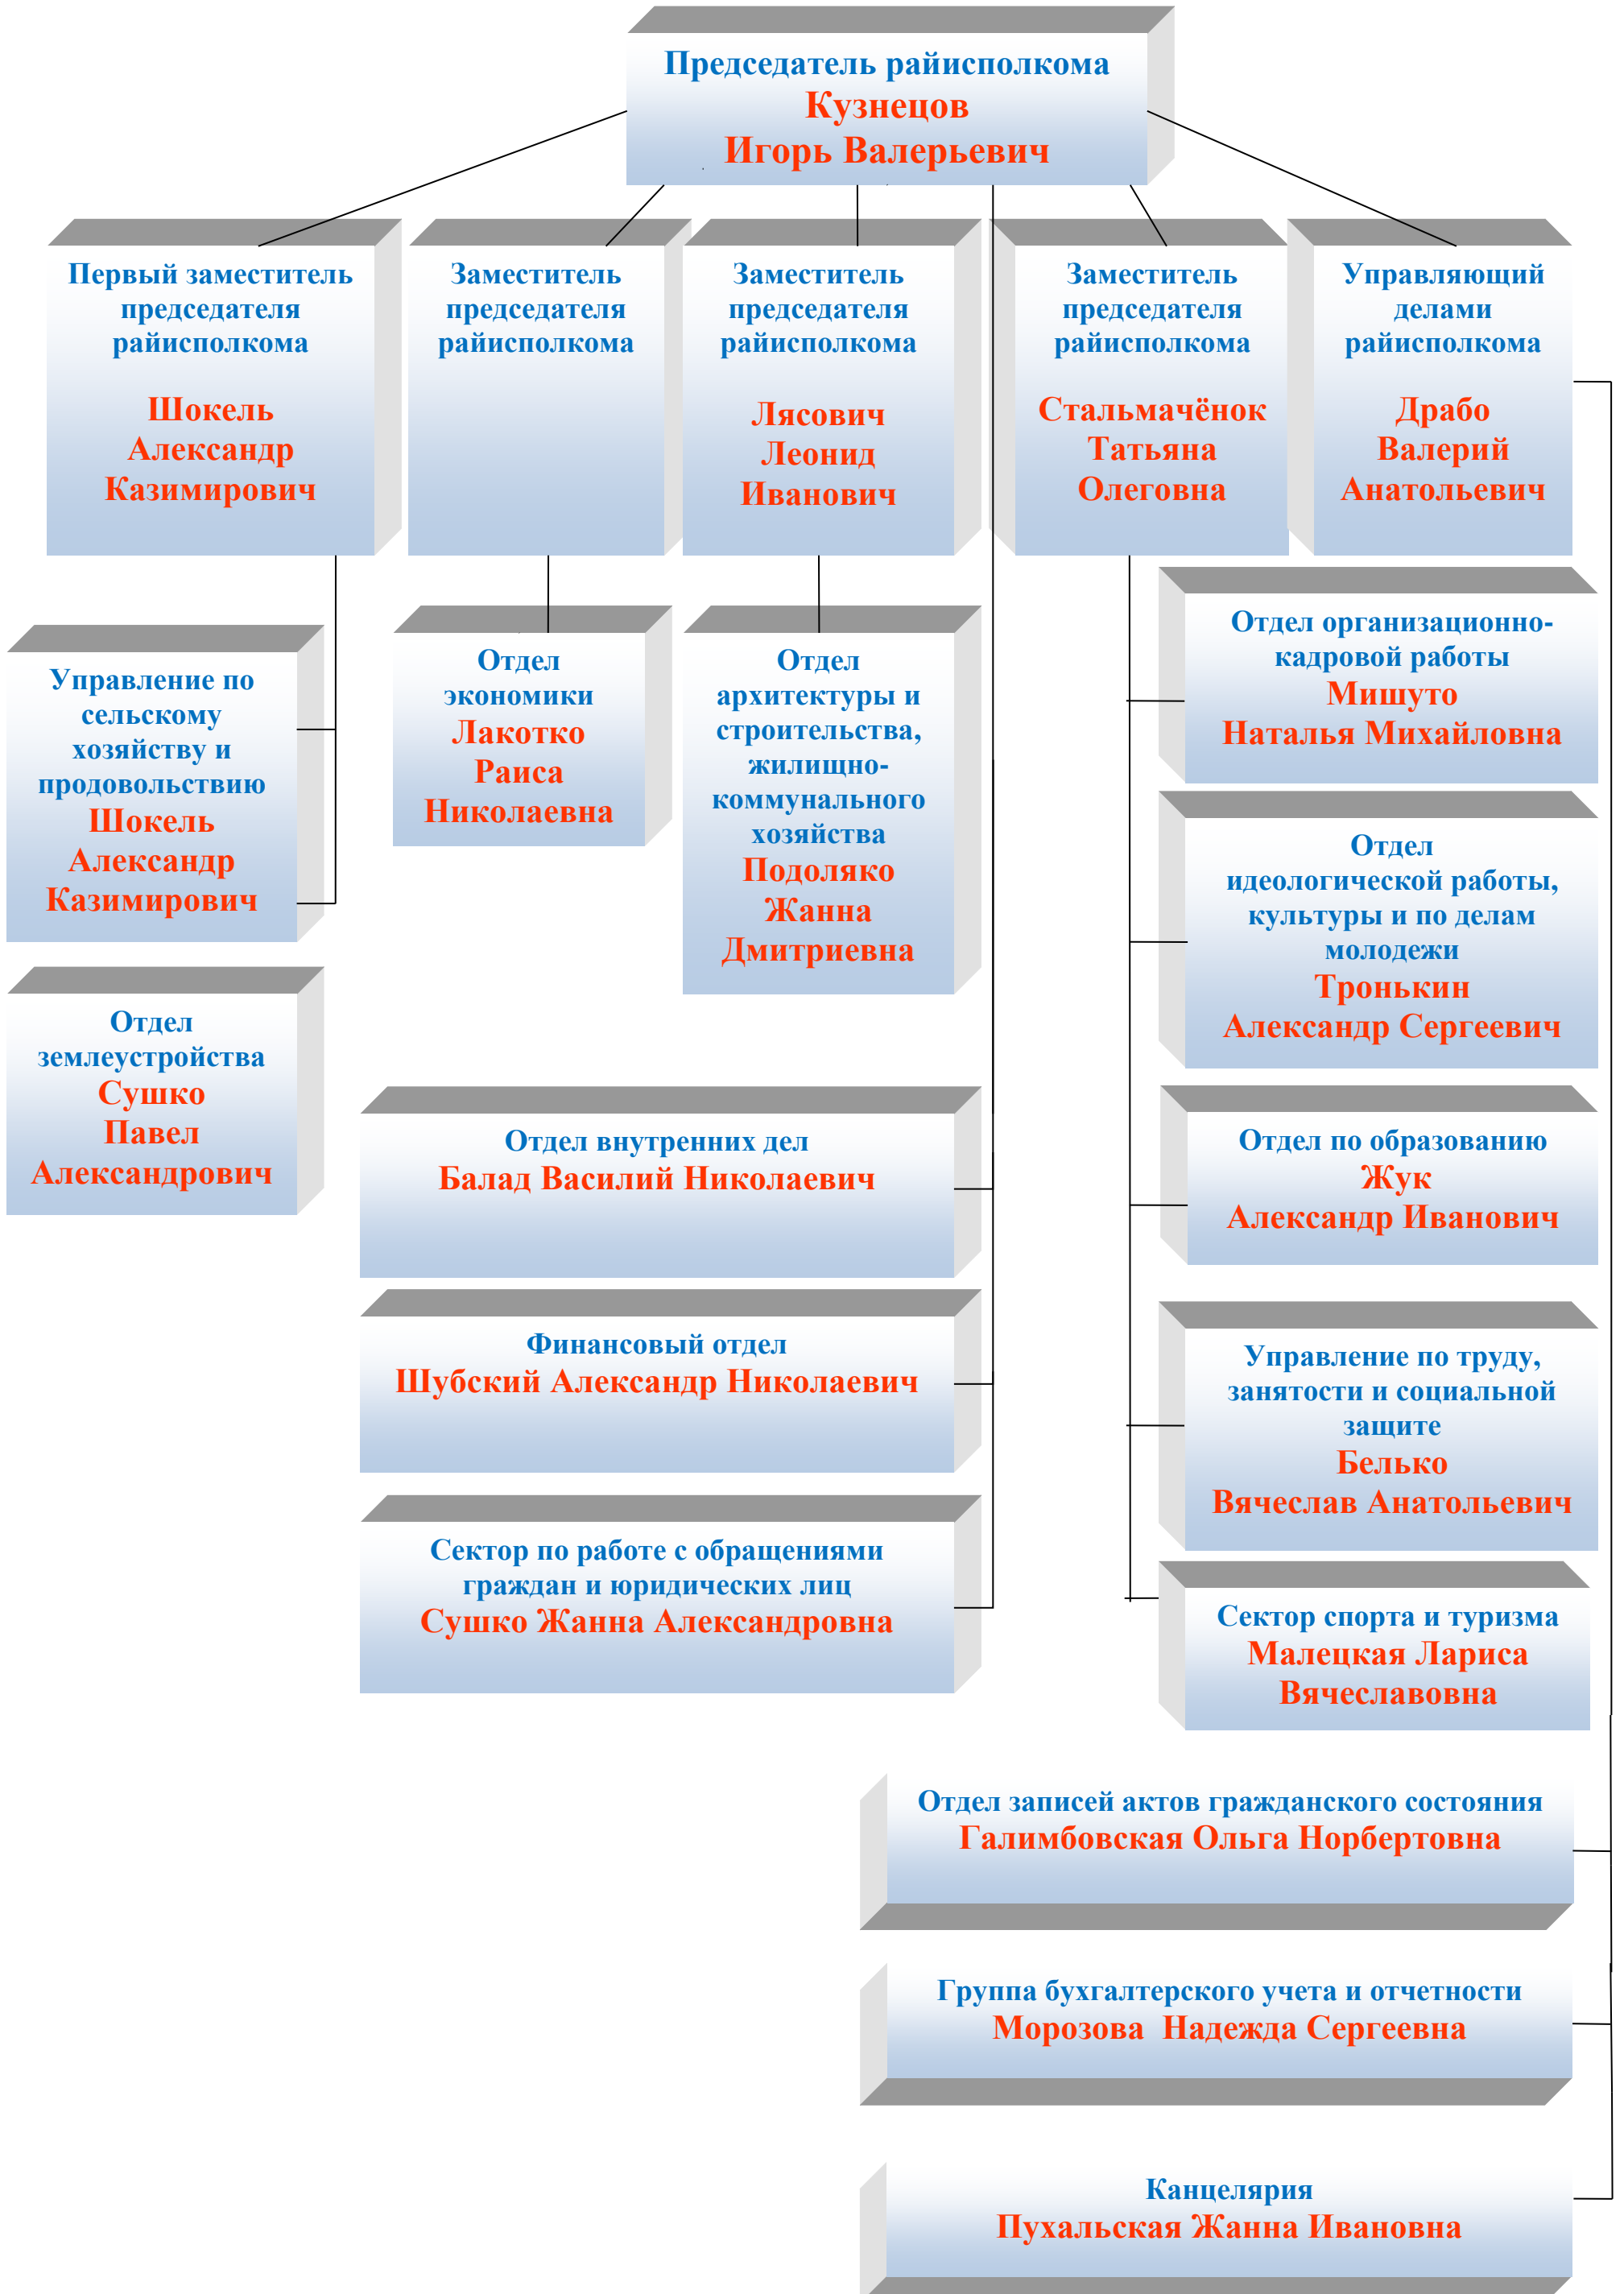 Председатель райисполкома
Кузнецов
Игорь Валерьевич
Первый заместитель
председателя
райисполкома
Шокель
Александр
Казимирович
Заместитель
председателя
райисполкома
Заместитель
председателя
райисполкома
Лясович
Леонид
Иванович
Заместитель
председателя
райисполкома
Стальмачёнок
Татьяна
Олеговна
Управляющий
делами
райисполкома
Драбо
Валерий
Анатольевич
Управление по
сельскому
хозяйству и
продовольствию
Шокель
Александр
Казимирович
Отдел
землеустройства
Сушко
Павел
Александрович
Отдел
экономики
Лакотко
Раиса
Николаевна
Отдел
архитектуры и
строительства,
жилищно-
коммунального
хозяйства
Подоляко
Жанна
Дмитриевна
Отдел внутренних дел
Балад Василий Николаевич
Финансовый отдел
Шубский Александр Николаевич
Сектор по работе с обращениями
граждан и юридических лиц
Сушко Жанна Александровна
Отдел организационно-
кадровой работы
Мишуто
Наталья Михайловна
Отдел
идеологической работы,
культуры и по делам
молодежи
Тронькин
Александр Сергеевич
Отдел по образованию
Жук
Александр Иванович
Управление по труду,
занятости и социальной
защите
Белько
Вячеслав Анатольевич
Сектор спорта и туризма
Малецкая Лариса
Вячеславовна
Отдел записей актов гражданского состояния
Галимбовская Ольга Норбертовна
Группа бухгалтерского учета и отчетности
Морозова  Надежда Сергеевна
Канцелярия
Пухальская Жанна Ивановна